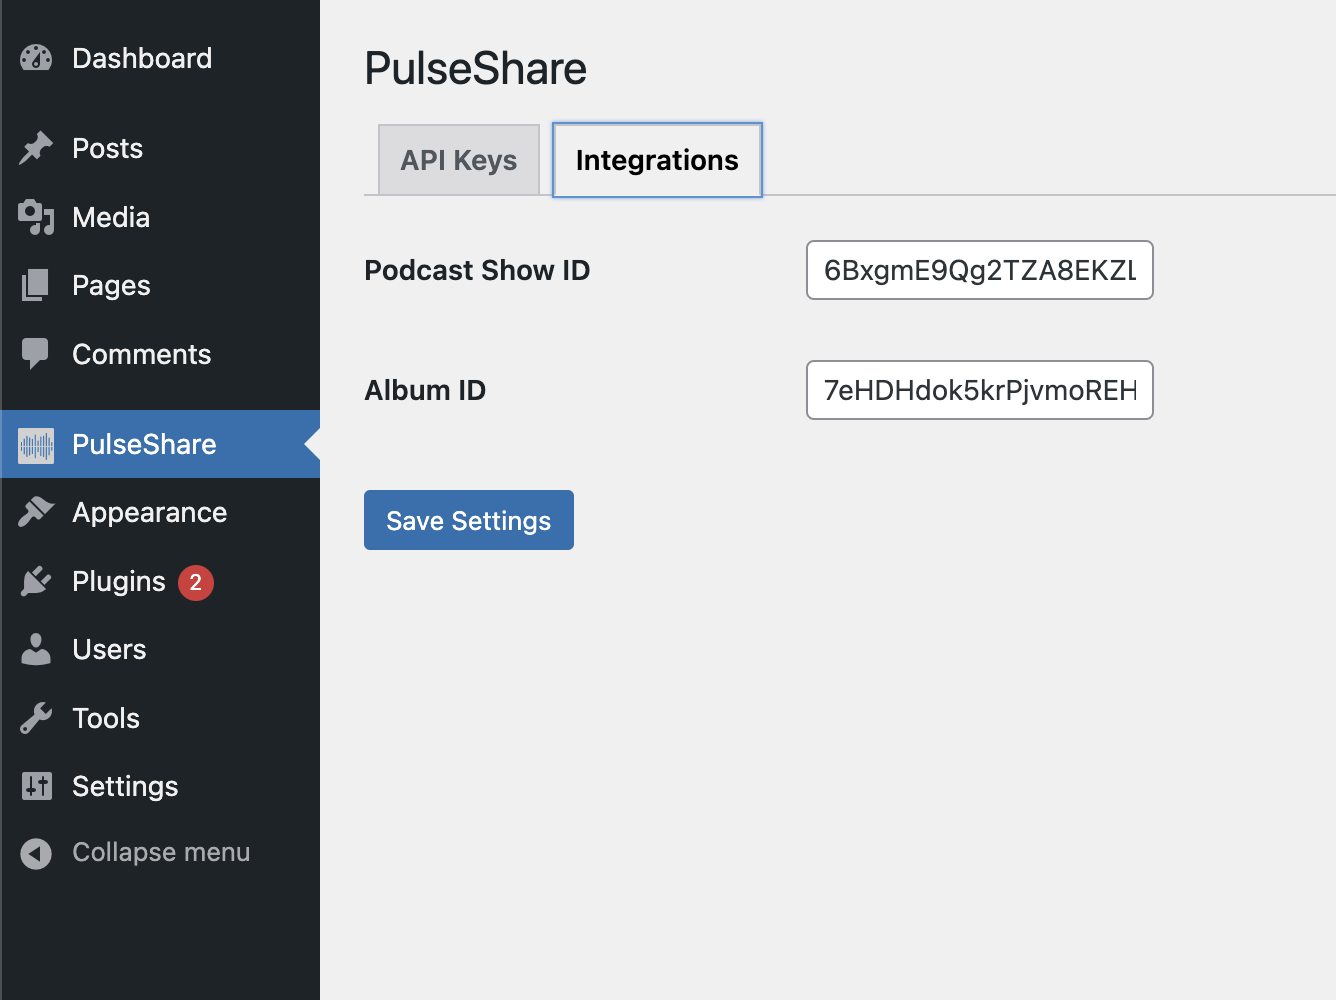 Dashboard
Posts
Media
Pages
Comments
PulseShare
Appearance
Plugins 2
Users
Tools
Settings
Collapse menu
PulseShare
API Keys Integrations
Podcast Show ID 6BxgmE9Qg2TZA8EKZL
Album ID 7eHDHdok5krPjvmoREH
Save Settings